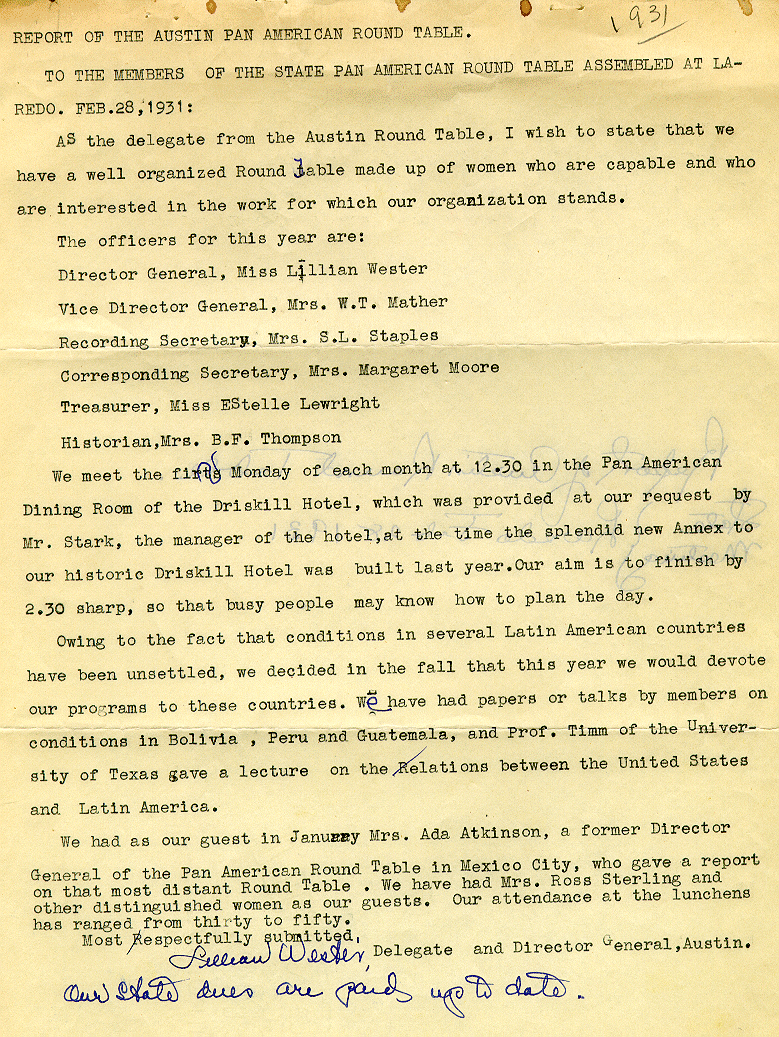 1931
REPORT OF THE AUSTIN PAN AMERICAN ROUND TABLE.
TO THE MEMBERS OF THE STATE PAN AMERICAN ROUND TABLE ASSEMBLED AT LA-
REDO. FEB.28,1931:
AS the delegate from the Austin Round Table, I wish to state that we
have a well organized Round Table made up of women who are capable and who
are interested in the work for which our organization stands.
The officers for this year are:
Director General, Miss Lillian Wester
Vice Director General, Mrs. W.T. Mather
Recording Secretary, Mrs. S.L. Staples
Corresponding Secretary, Mrs. Margaret Moore
Treasurer, Miss EStelle Lewright
Historian,Mrs. B.F. Thompson
We meet the first Monday of each month at 12.30 in the Pan American
Dining Room of the Driskill Hotel, which was provided at our request by
Mr. Stark, the manager of the hotel,at the time the splendid new Annex to
our historic Driskill Hotel was built last year.Our aim is to finish by
2.30 sharp, so that busy people may know how to plan the day.
Owing to the fact that conditions in several Latin American countries
have been unsettled, we decided in the fall that this year we would devote
our programs to these countries. We have had papers or talks by members on
conditions in Bolivia , Peru and Guatemala, and Prof. Timm of the Univer-
sity of Texas gave a lecture on the Relations between the United States
and Latin America.
We had as our guest in January Mrs. Ada Atkinson, a former Director
General of the Pan American Round Table in Mexico City, who gave a report
on that most distant Round Table . We have had Mrs. Ross Sterling and
other distinguished women as our guests. Our attendance at the lunchens
has ranged from thirty to fifty.
Most Respectfully submitted,
Lillian Wester, Delegate and Director General,Austin.
Our State dues are paid up to date.